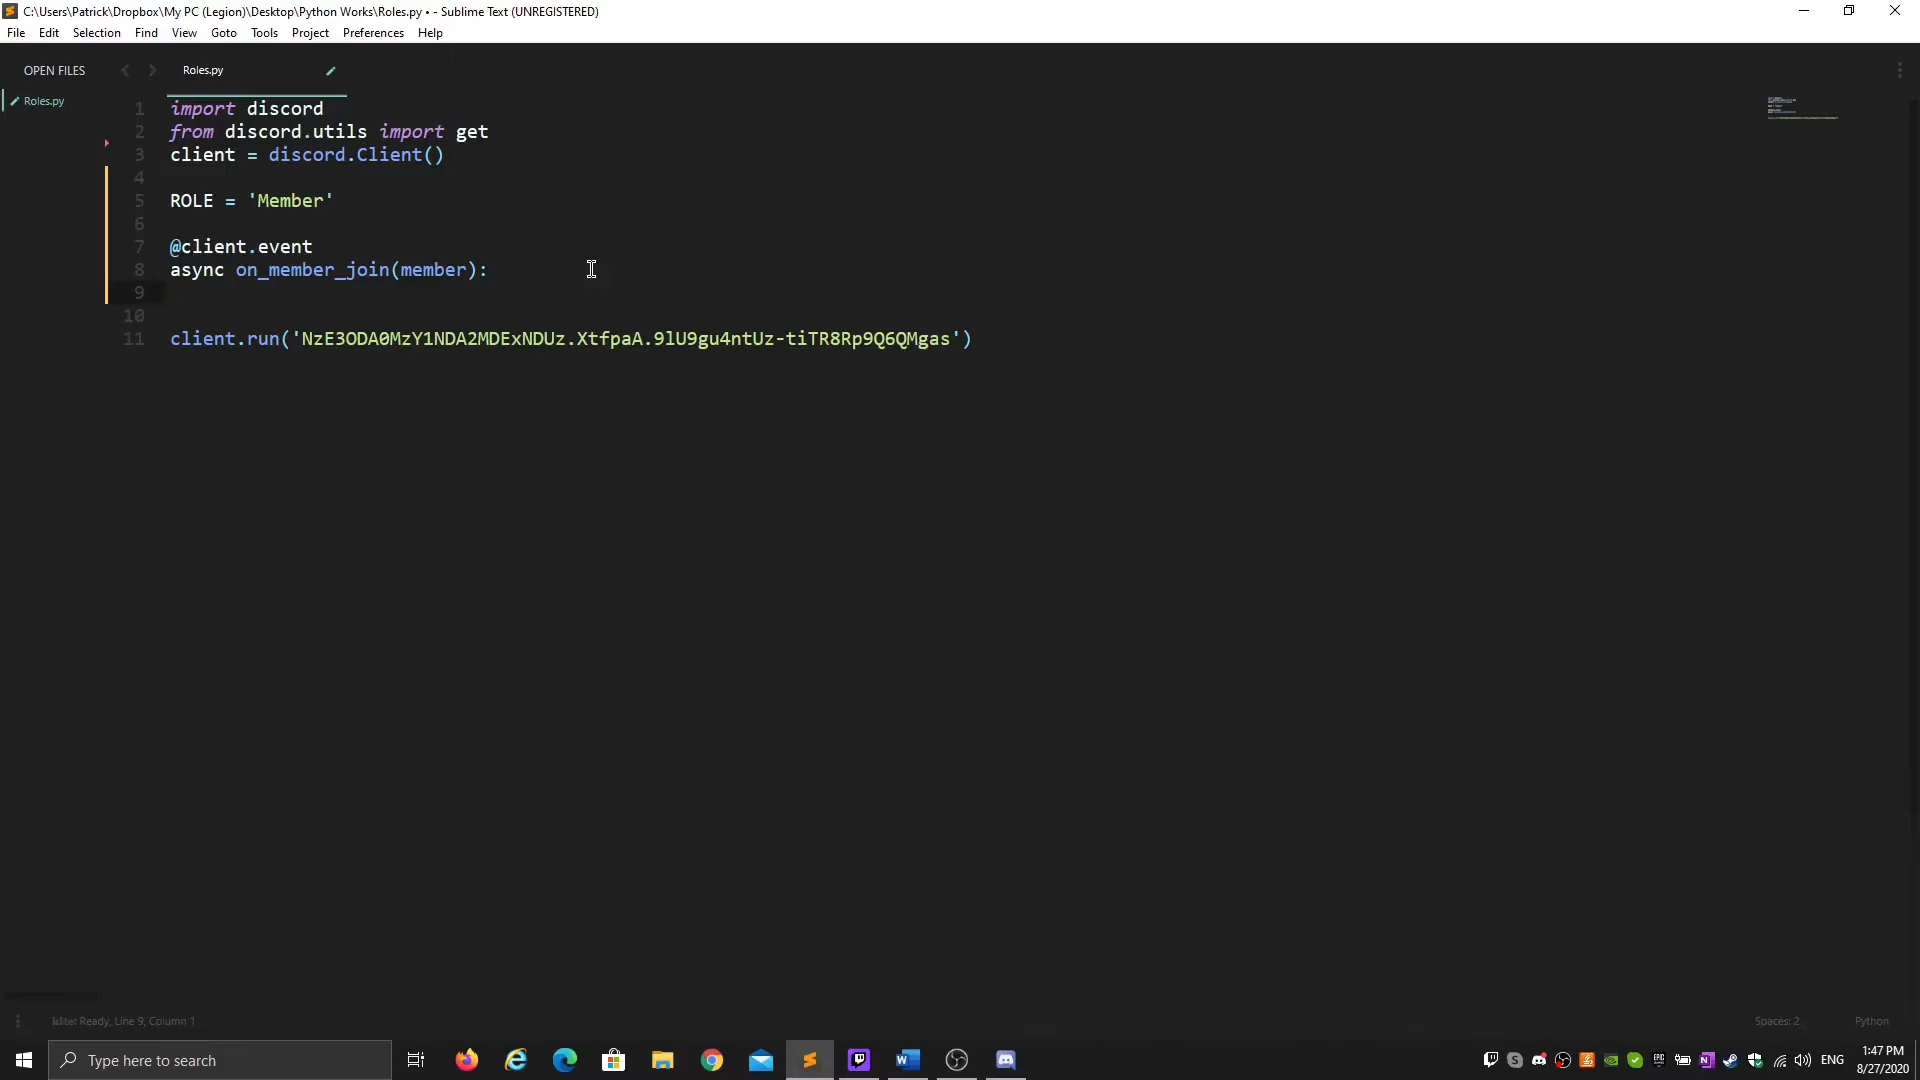 C:\Users\Patrick\Dropbox\My PC (Legion)\Desktop\Python Works\Roles.py • - Sublime Text (UNREGISTERED)
File Edit Selection Find View Goto Tools Project Preferences Help
OPEN FILES
Roles.py
Roles.py
1 import discord
2 from discord.utils import get
3 client = discord.Client()
4
5 ROLE = 'Member'
6
7 @client.event
8 async on_member_join(member):
9
10
11 client.run('NzE3ODA0MzY1NDA2MDExNDUz.XtfpaA.9lU9gu4ntUz-tiTR8Rp9Q6QMgas')
Ready, Line 9, Column 1
Spaces: 2
Python
Type here to search
ENG
1:47 PM
8/27/2020